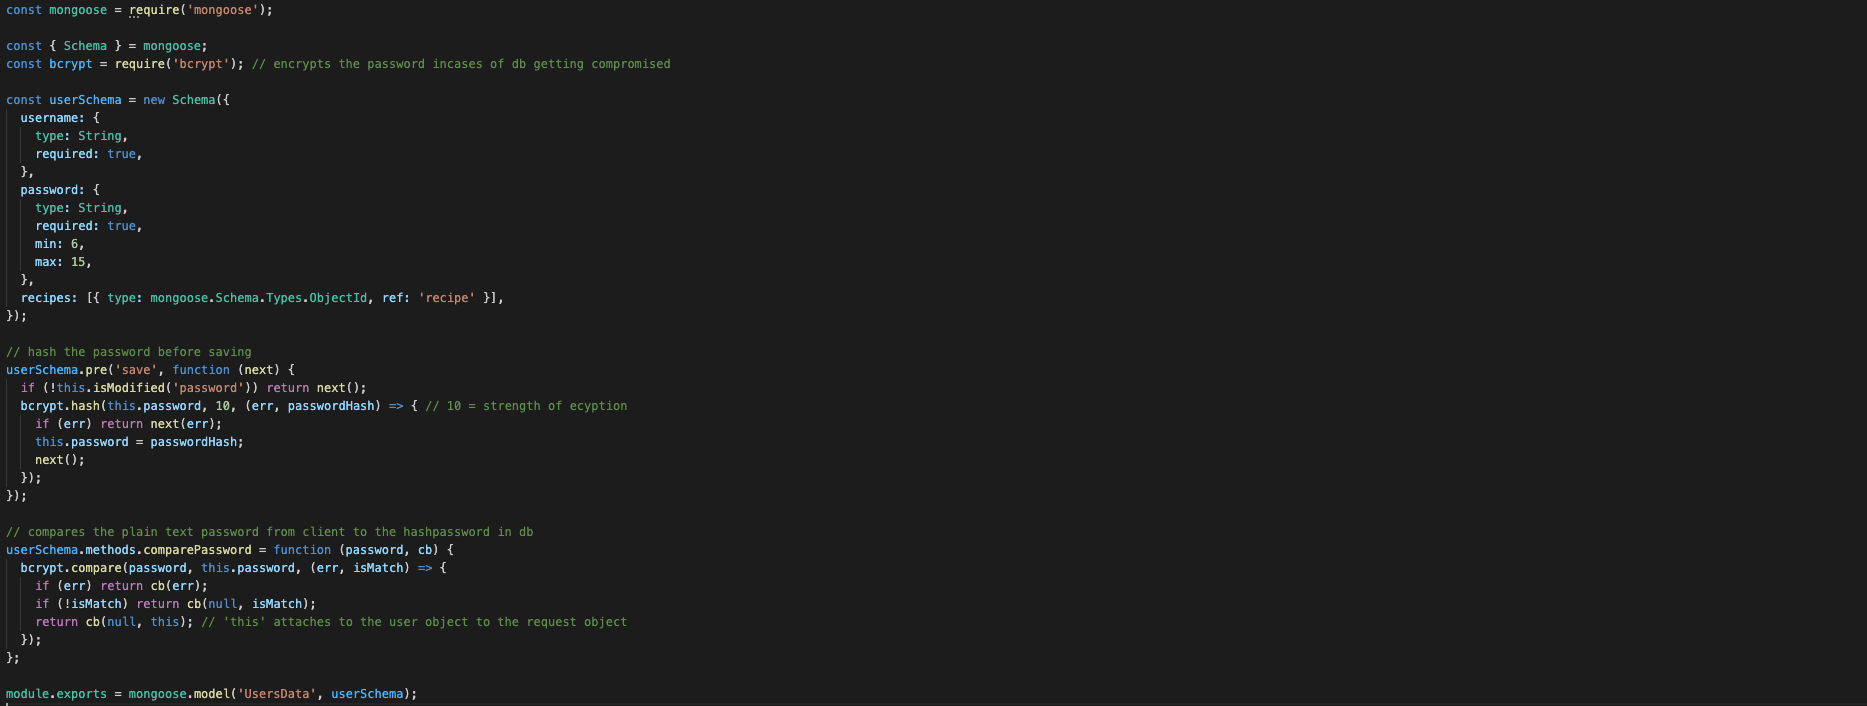 const mongoose = require('mongoose');
const { Schema } = mongoose;
const bcrypt = require('bcrypt'); // encrypts the password incases of db getting compromised
const userSchema = new Schema({
  username: {
    type: String,
    required: true,
  },
  password: {
    type: String,
    required: true,
    min: 6,
    max: 15,
  },
  recipes: [{ type: mongoose.Schema.Types.ObjectId, ref: 'recipe' }],
});
// hash the password before saving
userSchema.pre('save', function (next) {
  if (!this.isModified('password')) return next();
  bcrypt.hash(this.password, 10, (err, passwordHash) => { // 10 = strength of ecyption
    if (err) return next(err);
    this.password = passwordHash;
    next();
  });
});
// compares the plain text password from client to the hashpassword in db
userSchema.methods.comparePassword = function (password, cb) {
  bcrypt.compare(password, this.password, (err, isMatch) => {
    if (err) return cb(err);
    if (!isMatch) return cb(null, isMatch);
    return cb(null, this); // 'this' attaches to the user object to the request object
  });
};
module.exports = mongoose.model('UsersData', userSchema);